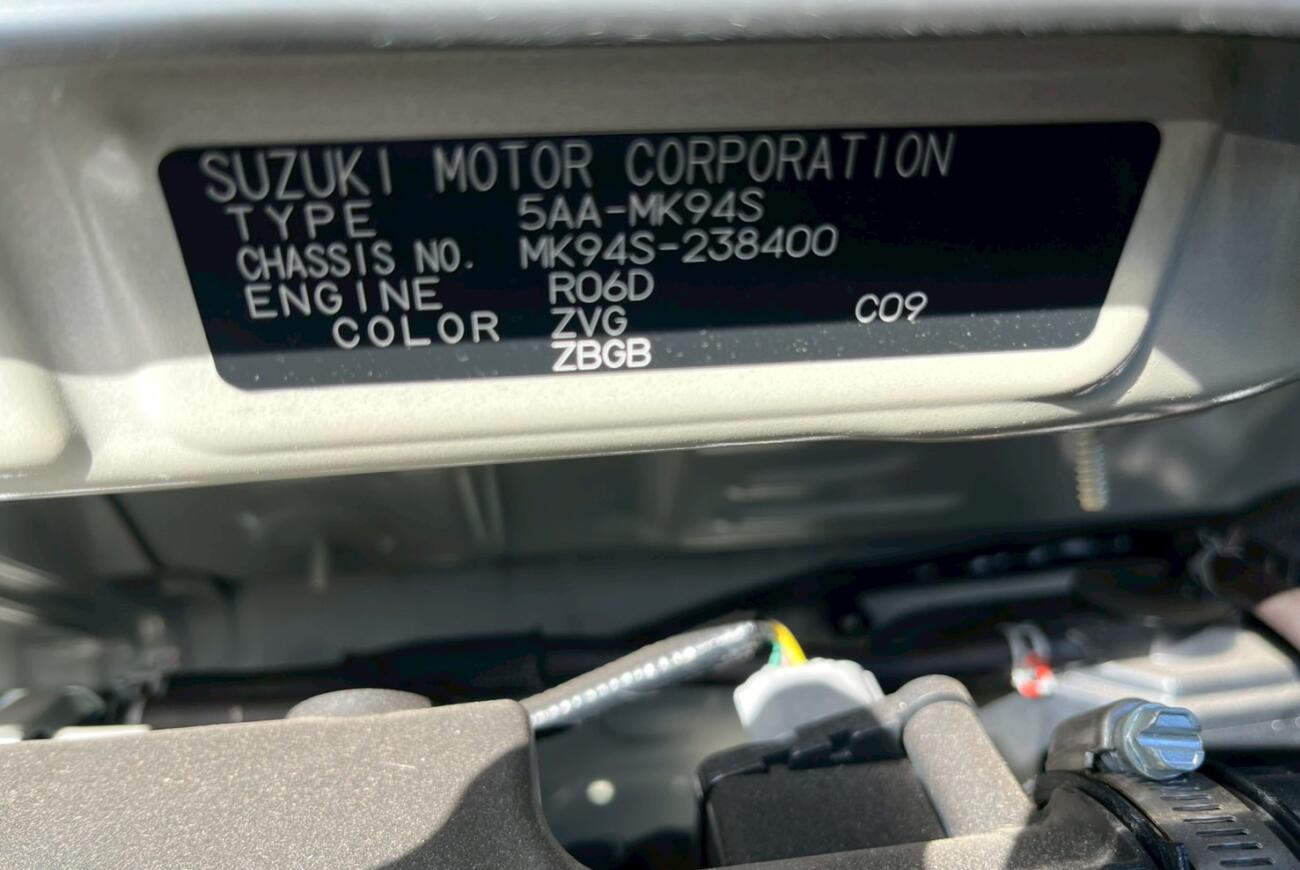 SUZUKI MOTOR CORPORATION
TYPE 5AA-MK94S
CHASSIS NO. MK94S-238400
ENGINE R06D
COLOR ZVG C09
ZBGB